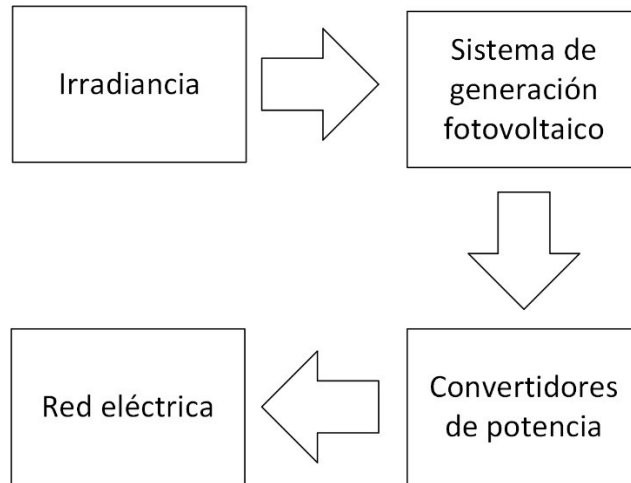 Irradiancia
Sistema de
generación
fotovoltaico
Red eléctrica
Convertidores
de potencia